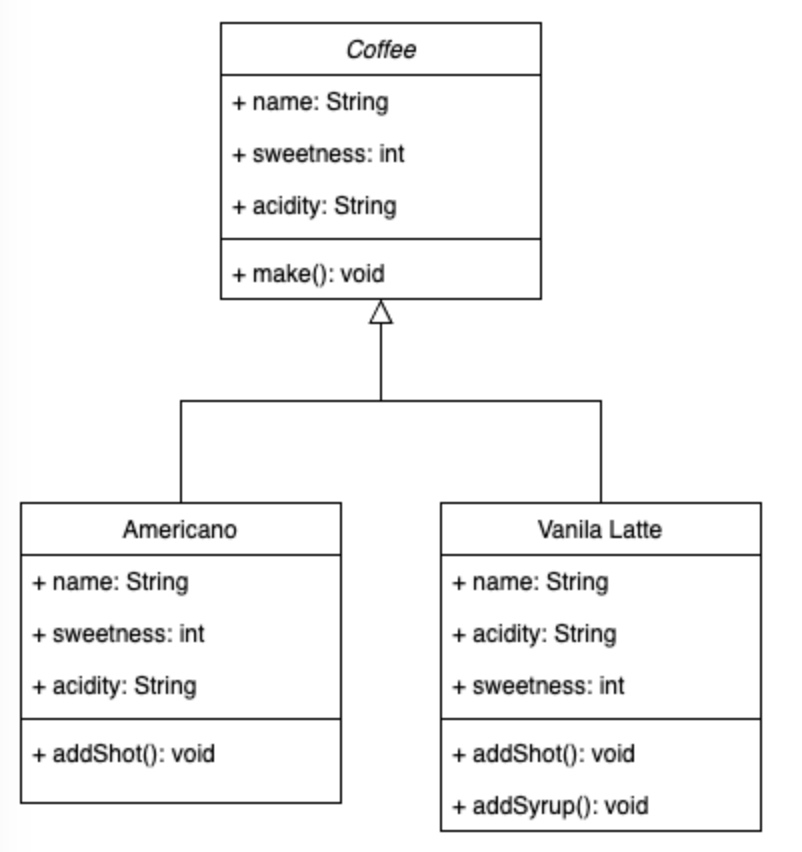 Coffee
+ name: String
+ sweetness: int
+ acidity: String
+ make(): void
Americano
+ name: String
+ sweetness: int
+ acidity: String
+ addShot(): void
Vanila Latte
+ name: String
+ acidity: String
+ sweetness: int
+ addShot(): void
+ addSyrup(): void